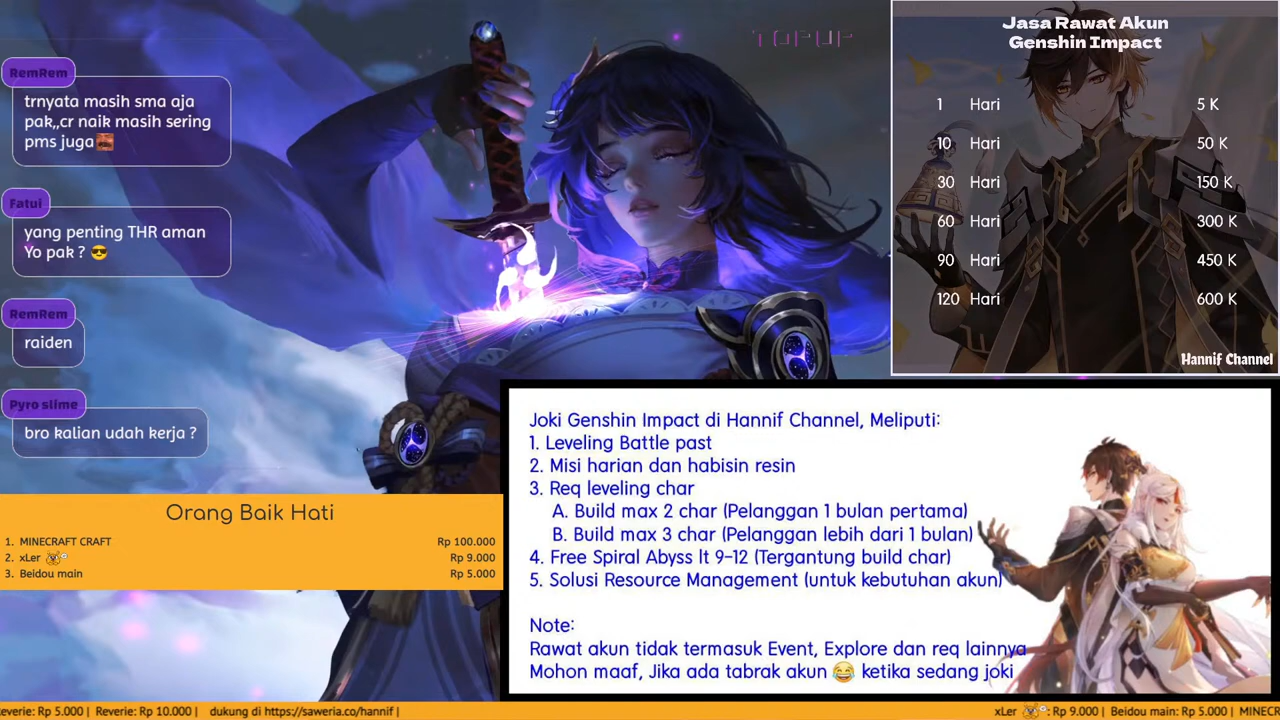 RemRem
trnyata masih sma aja
pak,,cr naik masih sering
pms juga
Fatui
yang penting THR aman
Yo pak ? 😎
RemRem
raiden
Pyro slime
bro kalian udah kerja ?
Orang Baik Hati
1. MINECRAFT CRAFT Rp 100.000
2. xLer Rp 9.000
3. Beidou main Rp 5.000
TOPUP
Jasa Rawat Akun
Genshin Impact
1 Hari 5 K
10 Hari 50 K
30 Hari 150 K
60 Hari 300 K
90 Hari 450 K
120 Hari 600 K
Hannif Channel
Joki Genshin Impact di Hannif Channel, Meliputi:
1. Leveling Battle past
2. Misi harian dan habisin resin
3. Req leveling char
A. Build max 2 char (Pelanggan 1 bulan pertama)
B. Build max 3 char (Pelanggan lebih dari 1 bulan)
4. Free Spiral Abyss lt 9-12 (Tergantung build char)
5. Solusi Resource Management (untuk kebutuhan akun)
Note:
Rawat akun tidak termasuk Event, Explore dan req lainnya
Mohon maaf, Jika ada tabrak akun 😂 ketika sedang joki
everie: Rp 5.000 | Reverie: Rp 10.000 | dukung di https://saweria.co/hannif | xLer : Rp 9.000 | Beidou main: Rp 5.000 | MINECR